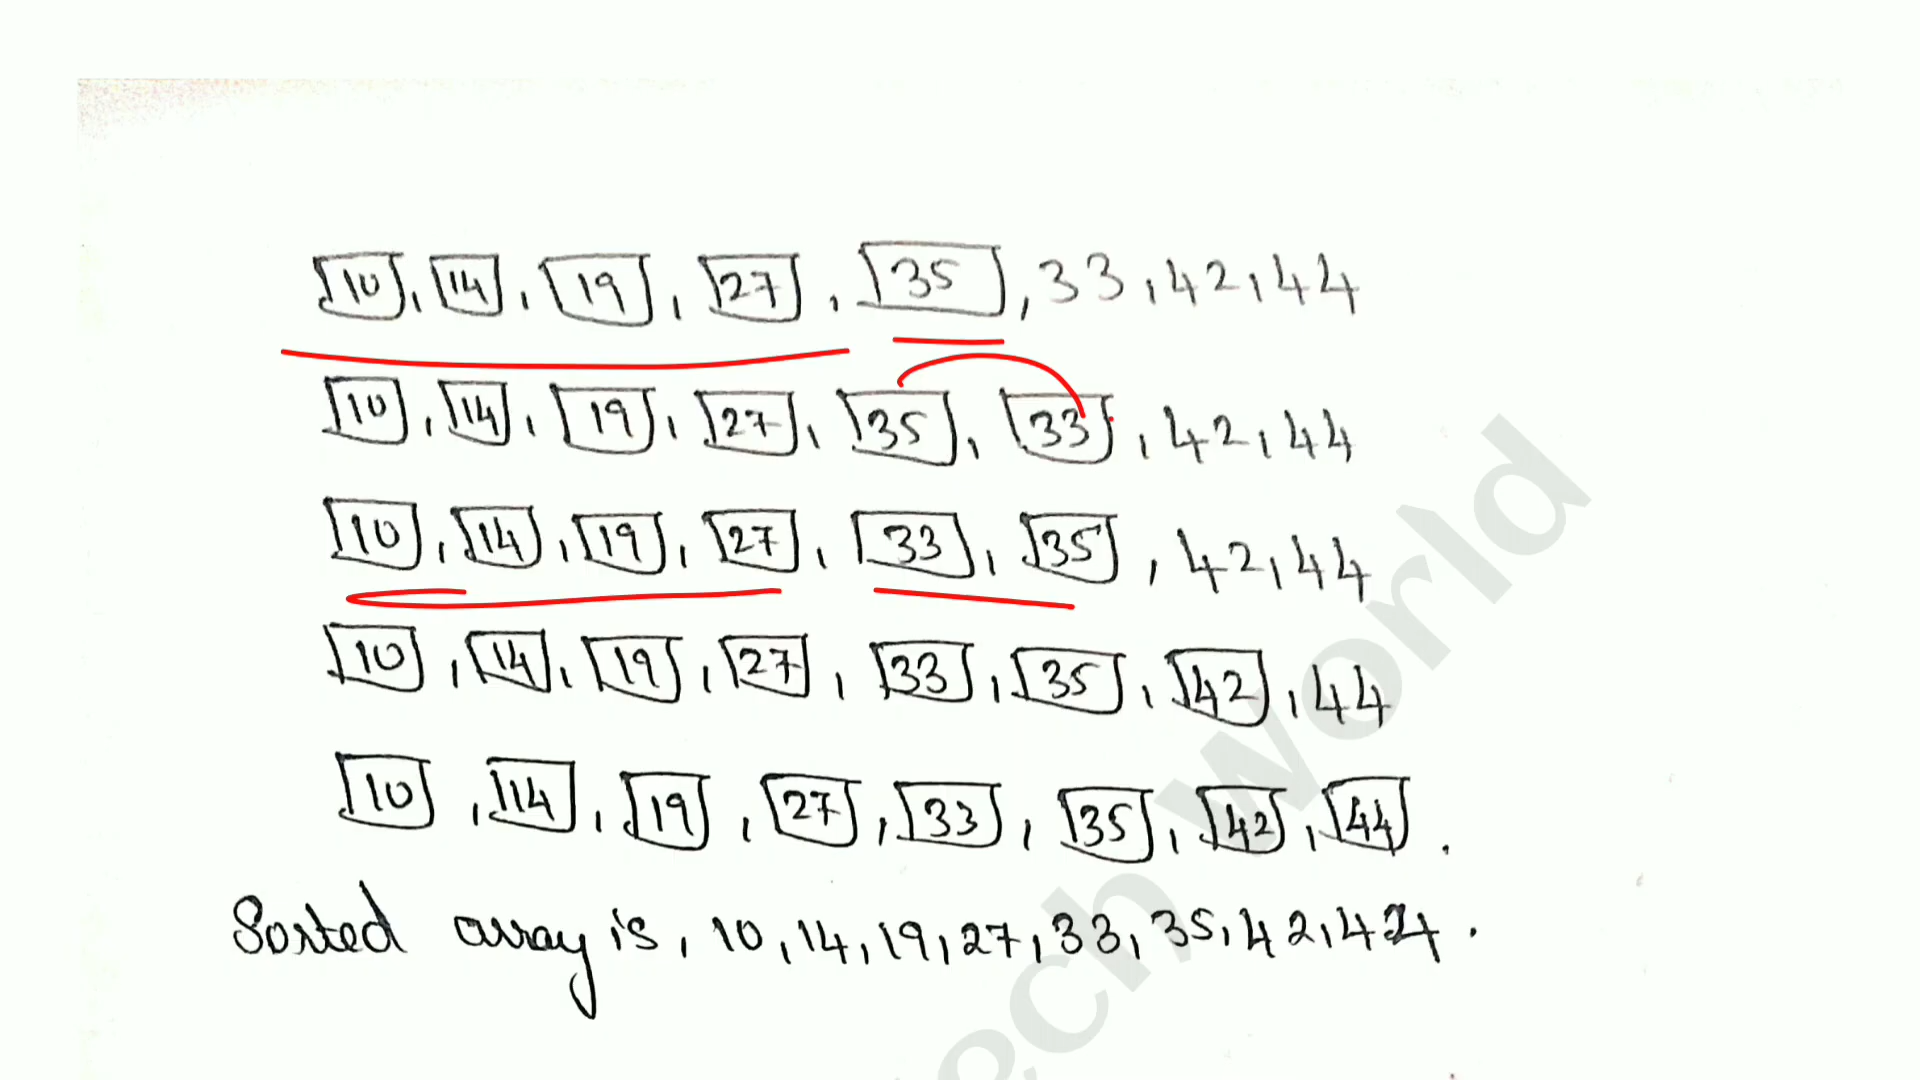 10, 14, 19, 27, 35, 33, 42, 44
10, 14, 19, 27, 35, 33, 42, 44
10, 14, 19, 27, 33, 35, 42, 44
10, 14, 19, 27, 33, 35, 42, 44
10, 14, 19, 27, 33, 35, 42, 44.
Sorted array is, 10, 14, 19, 27, 33, 35, 42, 44.
ech World